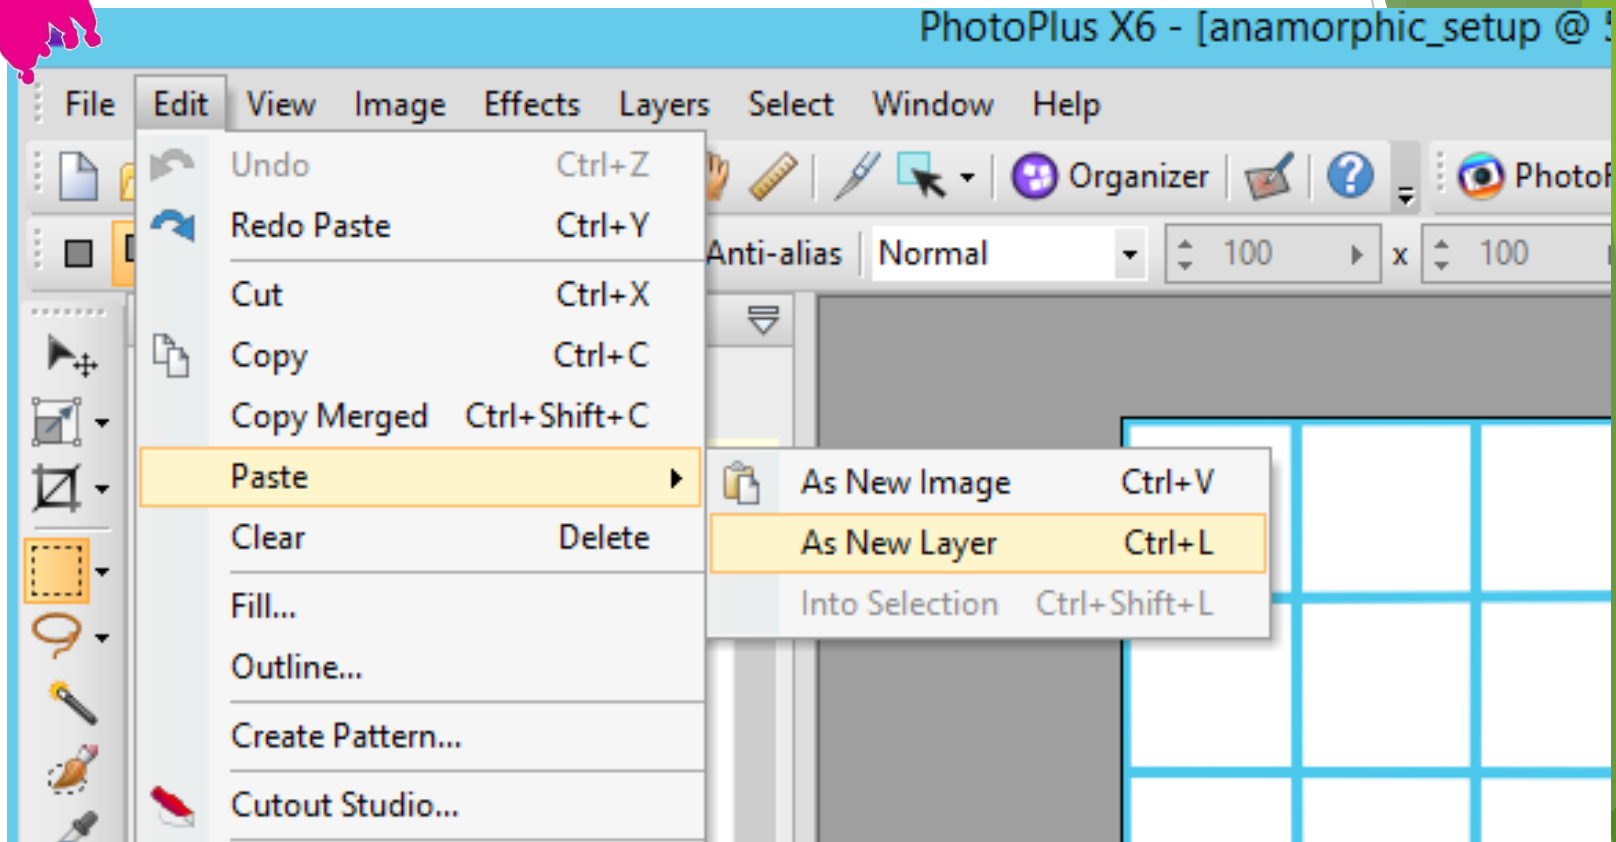 PhotoPlus X6 - [anamorphic_setup @
File Edit View Image Effects Layers Select Window Help
Undo Ctrl+Z
Organizer
Redo Paste Ctrl+Y
Anti-alias Normal 100 x 100
Cut Ctrl+X
Copy Ctrl+C
Copy Merged Ctrl+Shift+C
Paste
As New Image Ctrl+V
As New Layer Ctrl+L
Into Selection Ctrl+Shift+L
Clear Delete
Fill...
Outline...
Create Pattern...
Cutout Studio...